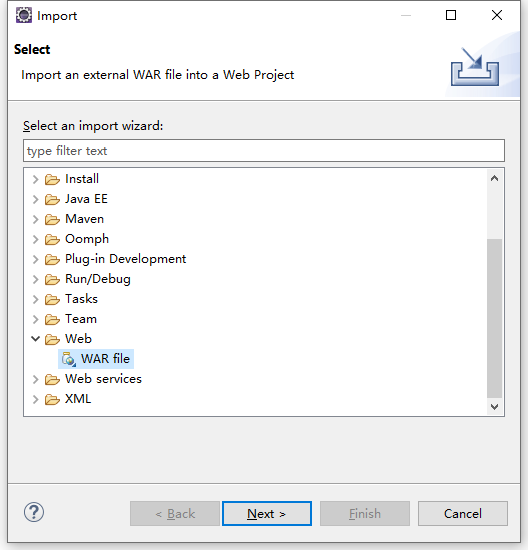 Import
Select
Import an external WAR file into a Web Project
Select an import wizard:
type filter text
Install
Java EE
Maven
Oomph
Plug-in Development
Run/Debug
Tasks
Team
Web
WAR file
Web services
XML
?
< Back
Next >
Finish
Cancel